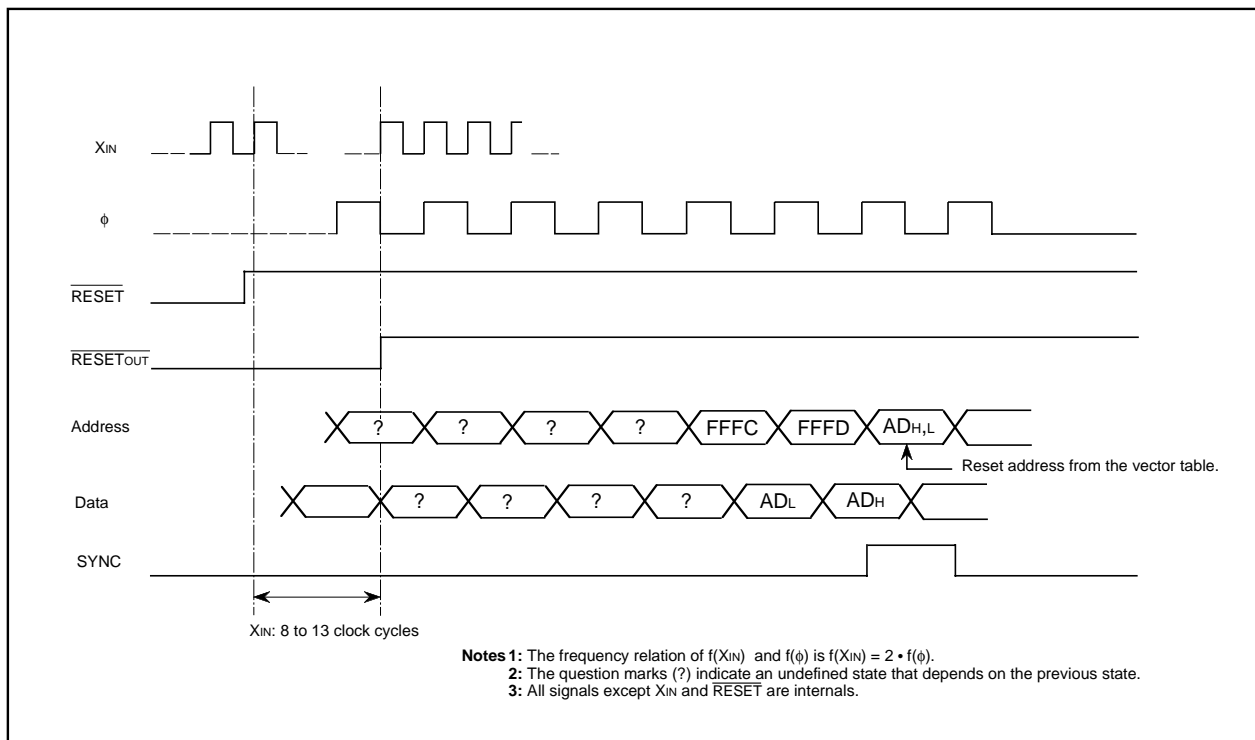 XIN
ϕ
RESET
RESETOUT
Address
? ? ? ? FFFC FFFD ADH,L
Reset address from the vector table.
Data
? ? ? ? ADL ADH
SYNC
XIN: 8 to 13 clock cycles
Notes 1: The frequency relation of f(XIN) and f(ϕ) is f(XIN) = 2 • f(ϕ).
2: The question marks (?) indicate an undefined state that depends on the previous state.
3: All signals except XIN and RESET are internals.